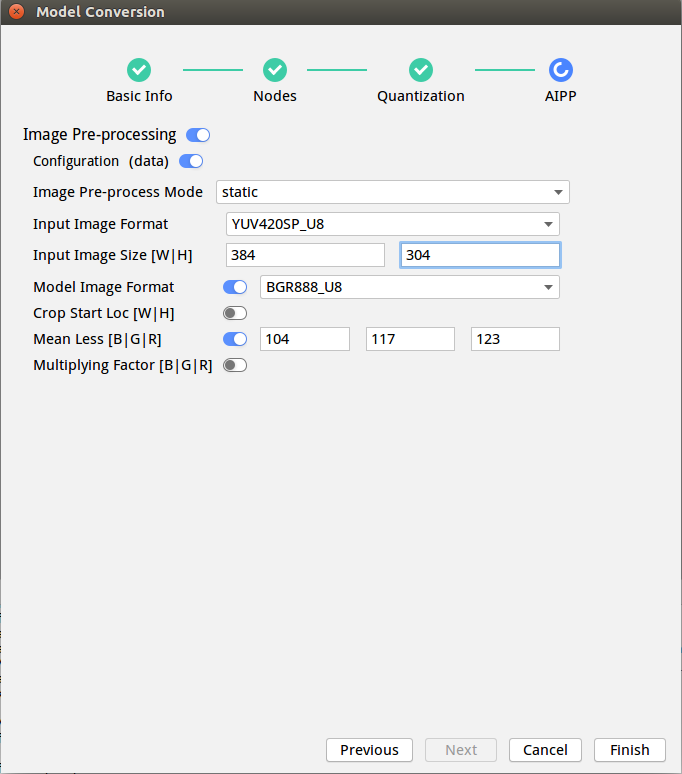 Model Conversion
Basic Info Nodes Quantization AIPP
Image Pre-processing
Configuration (data)
Image Pre-process Mode static
Input Image Format YUV420SP_U8
Input Image Size [W|H] 384 304
Model Image Format BGR888_U8
Crop Start Loc [W|H]
Mean Less [B|G|R] 104 117 123
Multiplying Factor [B|G|R]
Previous Next Cancel Finish